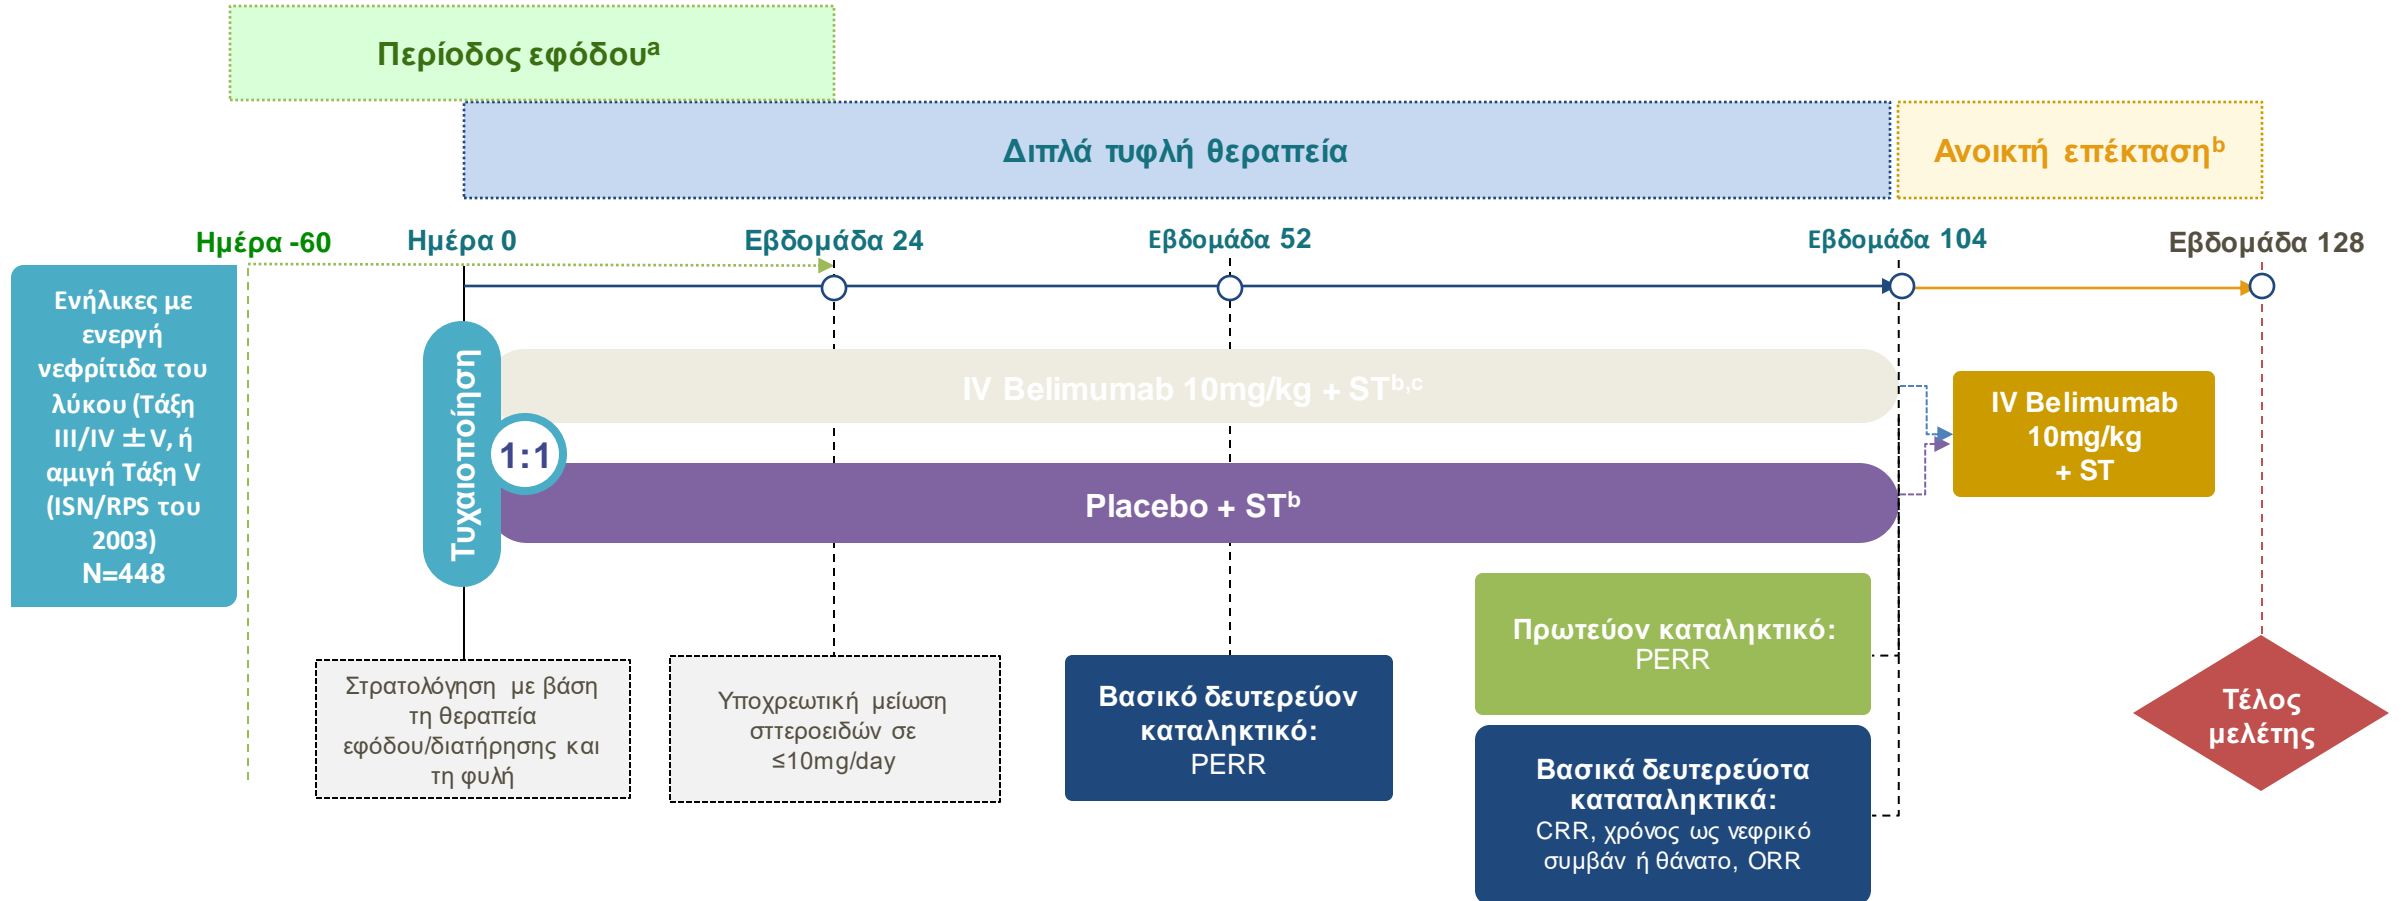 Περίοδος εφόδουᵃ
Διπλά τυφλή θεραπεία
Ανοικτή επέκτασηᵇ
Ημέρα -60
Ημέρα 0
Εβδομάδα 24
Εβδομάδα 52
Εβδομάδα 104
Εβδομάδα 128
Ενήλικες με
ενεργή
νεφρίτιδα του
λύκου (Τάξη
III/IV ± V, ή
αμιγή Τάξη V
(ISN/RPS του
2003)
N=448
Τυχαιοποίηση
1:1
IV Belimumab 10mg/kg + STᵇ,ᶜ
Placebo + STᵇ
IV Belimumab
10mg/kg
+ ST
Στρατολόγηση με βάση
τη θεραπεία
εφόδου/διατήρησης και
τη φυλή
Υποχρεωτική μείωση
σττεροειδών σε
≤10mg/day
Βασικό δευτερεύον
καταληκτικό:
PERR
Πρωτεύον καταληκτικό:
PERR
Βασικά δευτερεύοτα
καταταληκτικά:
CRR, χρόνος ως νεφρικό
συμβάν ή θάνατο, ORR
Τέλος
μελέτης